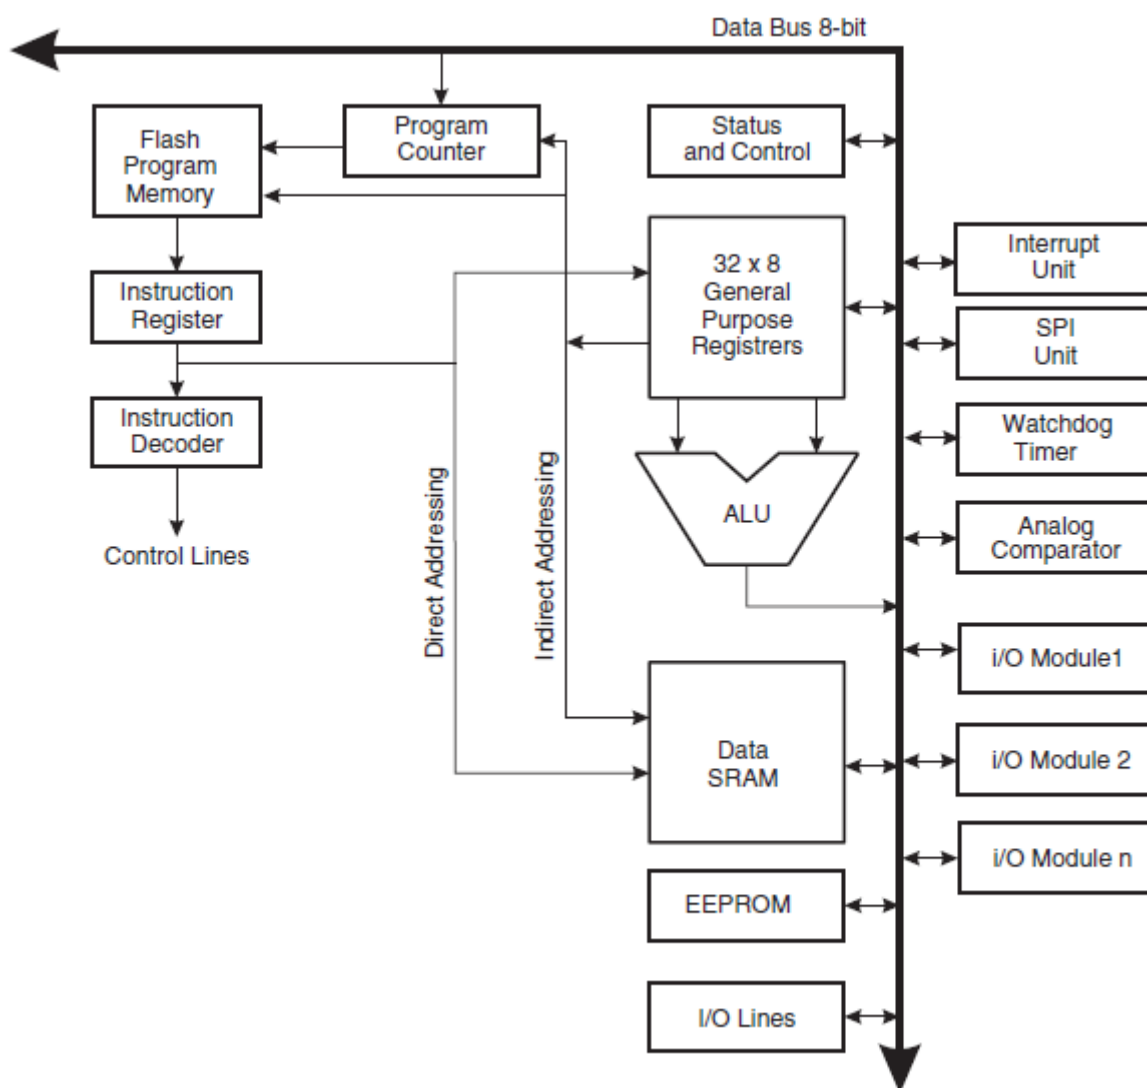 Data Bus 8-bit
Flash
Program
Memory
Program
Counter
Status
and Control
Interrupt
Unit
32 x 8
General
Purpose
Registrers
Instruction
Register
SPI
Unit
Instruction
Decoder
Watchdog
Timer
Direct Addressing
Indirect Addressing
ALU
Analog
Comparator
Control Lines
i/O Module1
Data
SRAM
i/O Module 2
i/O Module n
EEPROM
I/O Lines